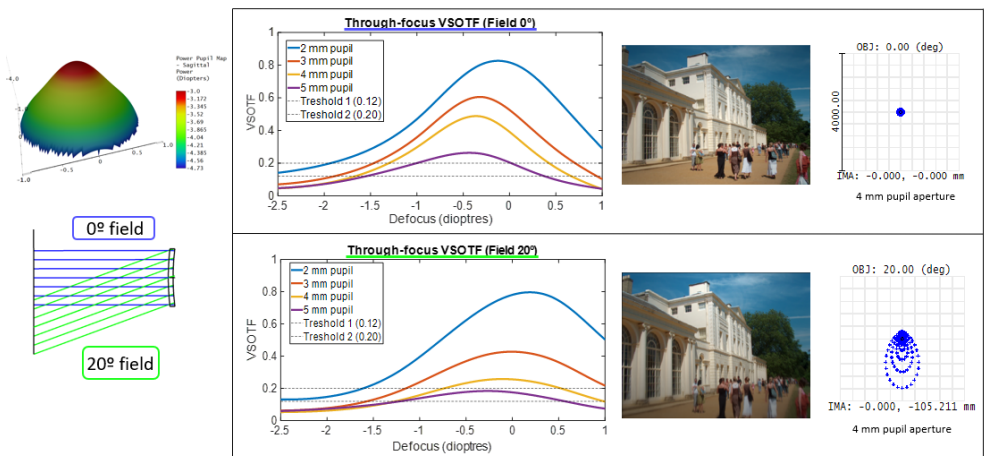 Power Pupil Map
- Sagittal
Power
(Diopters)
-3.0
-3.172
-3.345
-3.52
-3.69
-3.865
-4.04
-4.21
-4.385
-4.56
-4.73
-4.0
-1.0
-0.5
0
0.5
1.0
-1.0
0
1.0
0º field
20º field
Through-focus VSOTF (Field 0º)
VSOTF
1
0.8
0.6
0.4
0.2
0
2 mm pupil
3 mm pupil
4 mm pupil
5 mm pupil
Treshold 1 (0.12)
Treshold 2 (0.20)
-2.5 -2 -1.5 -1 -0.5 0 0.5 1
Defocus (dioptres)
OBJ: 0.00 (deg)
4000.00
IMA: -0.000, -0.000 mm
4 mm pupil aperture
Through-focus VSOTF (Field 20º)
VSOTF
1
0.8
0.6
0.4
0.2
0
2 mm pupil
3 mm pupil
4 mm pupil
5 mm pupil
Treshold 1 (0.12)
Treshold 2 (0.20)
-2.5 -2 -1.5 -1 -0.5 0 0.5 1
Defocus (dioptres)
OBJ: 20.00 (deg)
IMA: -0.000, -105.211 mm
4 mm pupil aperture